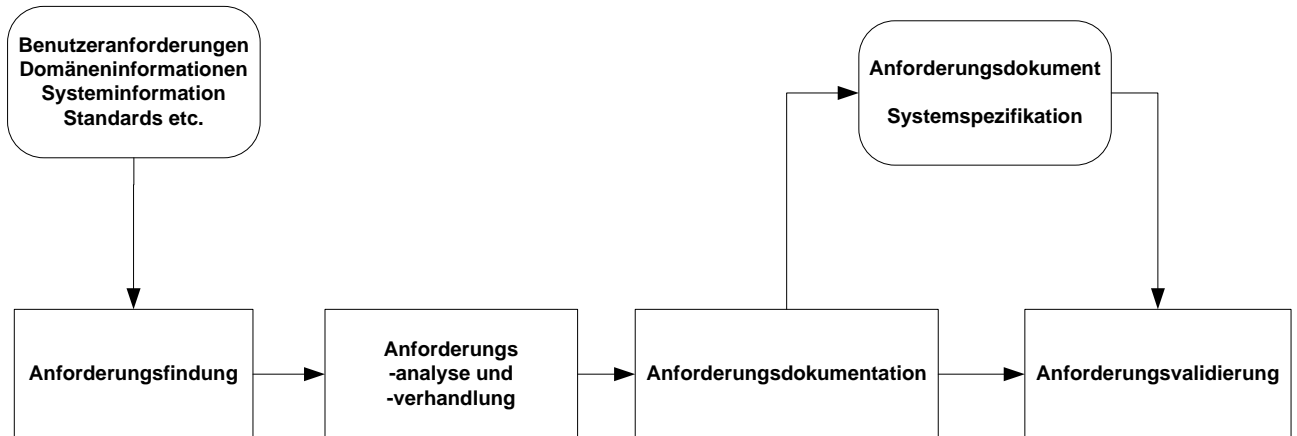 Benutzeranforderungen
Domäneninformationen
Systeminformation
Standards etc.
Anforderungsdokument
Systemspezifikation
Anforderungsfindung
Anforderungs
-analyse und
-verhandlung
Anforderungsdokumentation
Anforderungsvalidierung